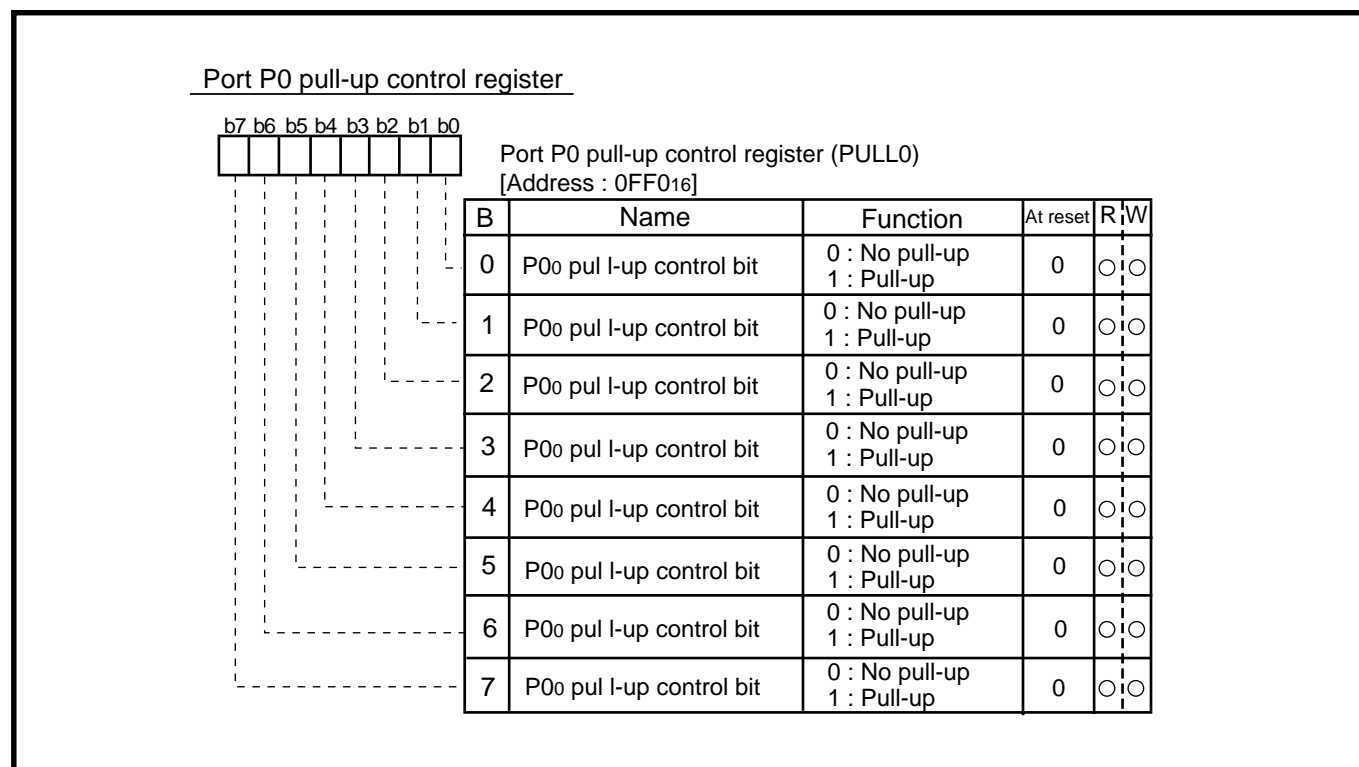 Port P0 pull-up control register
b7 b6 b5 b4 b3 b2 b1 b0
Port P0 pull-up control register (PULL0)
[Address : 0FF016]
B Name Function At reset R W
0 P00 pul l-up control bit 0 : No pull-up 0 ○ ○
1 : Pull-up
1 P00 pul l-up control bit 0 : No pull-up 0 ○ ○
1 : Pull-up
2 P00 pul l-up control bit 0 : No pull-up 0 ○ ○
1 : Pull-up
3 P00 pul l-up control bit 0 : No pull-up 0 ○ ○
1 : Pull-up
4 P00 pul l-up control bit 0 : No pull-up 0 ○ ○
1 : Pull-up
5 P00 pul l-up control bit 0 : No pull-up 0 ○ ○
1 : Pull-up
6 P00 pul l-up control bit 0 : No pull-up 0 ○ ○
1 : Pull-up
7 P00 pul l-up control bit 0 : No pull-up 0 ○ ○
1 : Pull-up